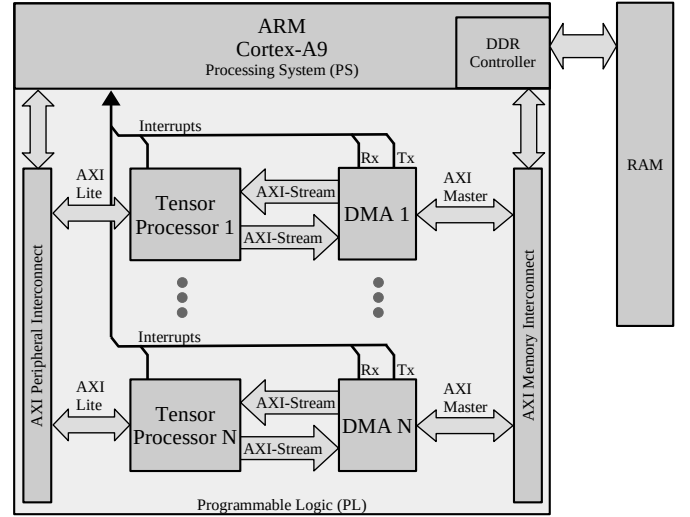 ARM
Cortex-A9
Processing System (PS)
DDR
Controller
RAM
Interrupts
Rx
Tx
AXI
Lite
Tensor
Processor 1
AXI-Stream
AXI-Stream
DMA 1
AXI
Master
AXI Peripheral Interconnect
AXI Memory Interconnect
Interrupts
Rx
Tx
AXI
Lite
Tensor
Processor N
AXI-Stream
AXI-Stream
DMA N
AXI
Master
Programmable Logic (PL)